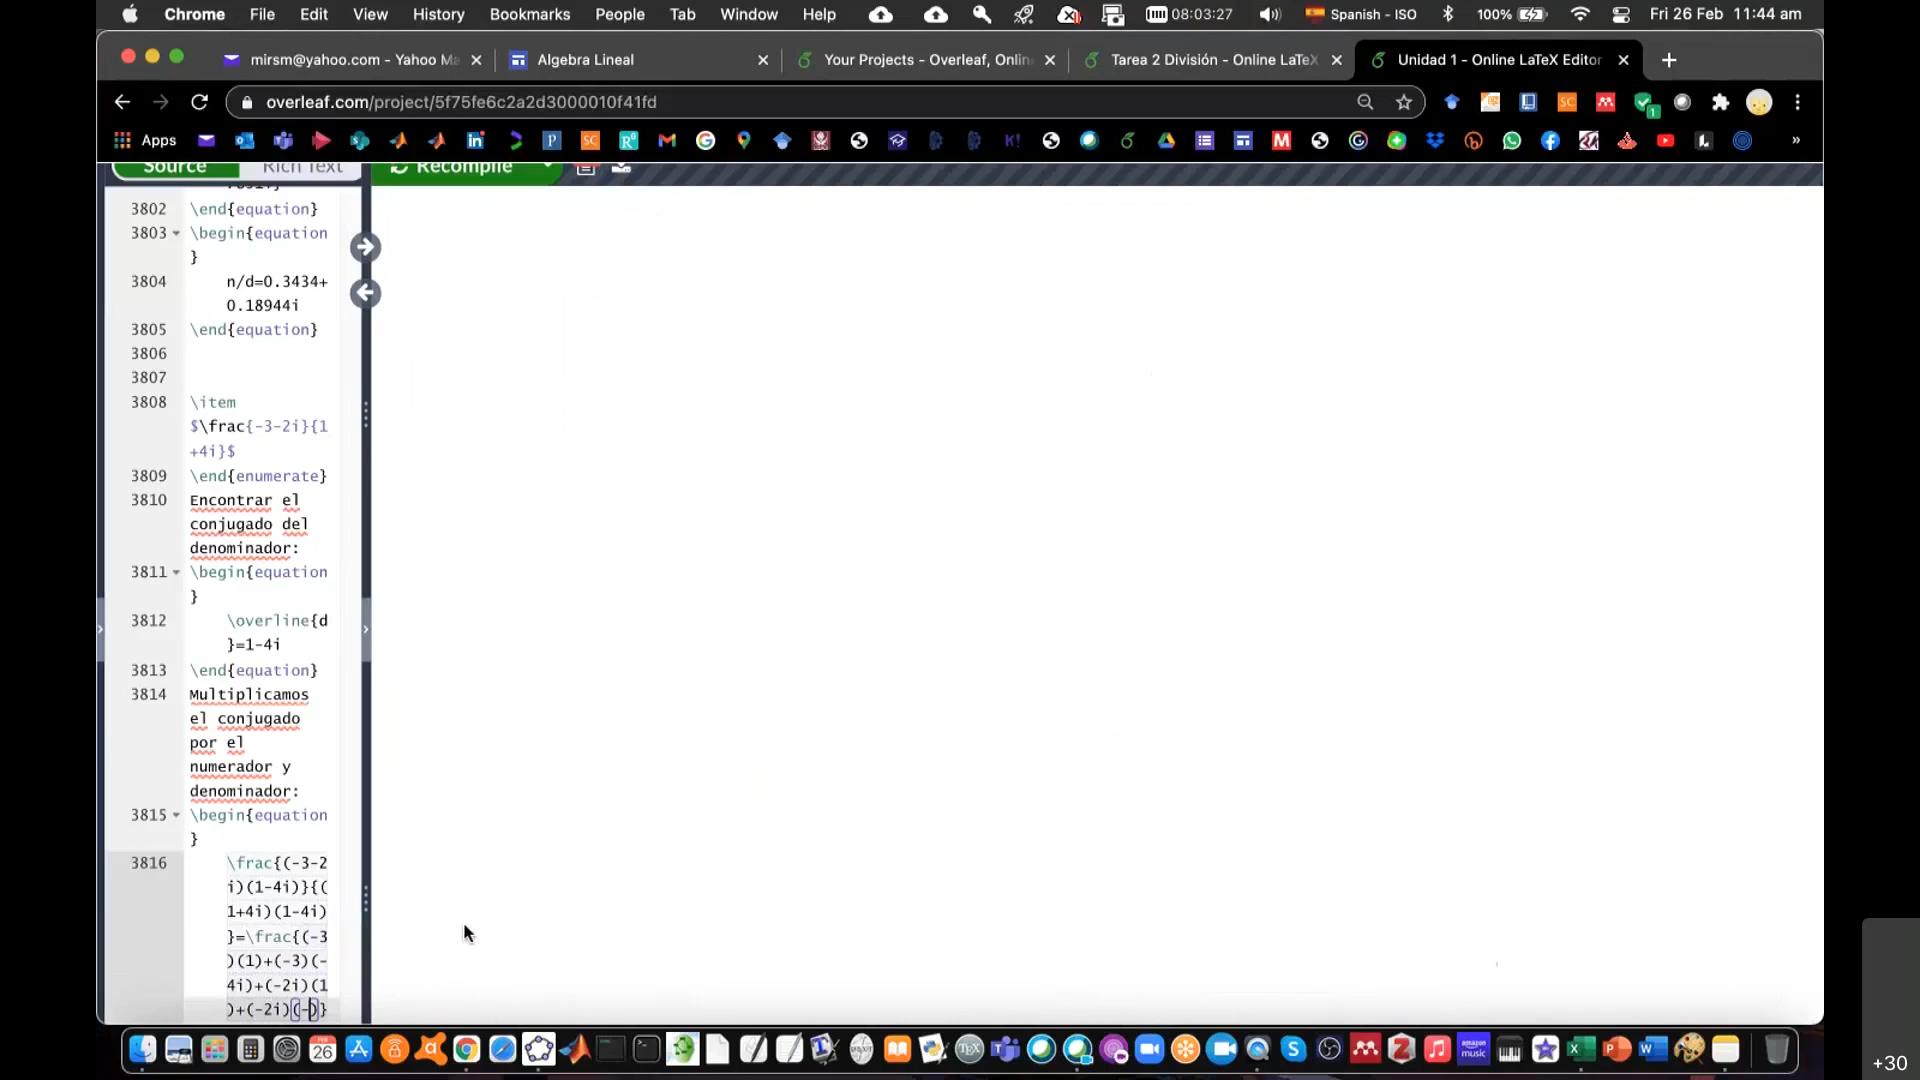 Chrome File Edit View History Bookmarks People Tab Window Help 08:03:27 Spanish - ISO 100% Fri 26 Feb 11:44 am
mirsm@yahoo.com - Yahoo Ma Algebra Lineal Your Projects - Overleaf, Onlin Tarea 2 División - Online LaTeX Unidad 1 - Online LaTeX Editor
overleaf.com/project/5f75fe6c2a2d3000010f41fd
Apps
Source Rich Text Recompile
3802 \end{equation}
3803 \begin{equation
}
3804 n/d=0.3434+
0.18944i
3805 \end{equation}
3806
3807
3808 \item
$\frac{-3-2i}{1
+4i}$
3809 \end{enumerate}
3810 Encontrar el
conjugado del
denominador:
3811 \begin{equation
}
3812 \overline{d
}=1-4i
3813 \end{equation}
3814 Multiplicamos
el conjugado
por el
numerador y
denominador:
3815 \begin{equation
}
3816 \frac{(-3-2
i)(1-4i)}{(
1+4i)(1-4i)
}=\frac{(-3
)(1)+(-3)(-
4i)+(-2i)(1
)+(-2i)(-)}
+30